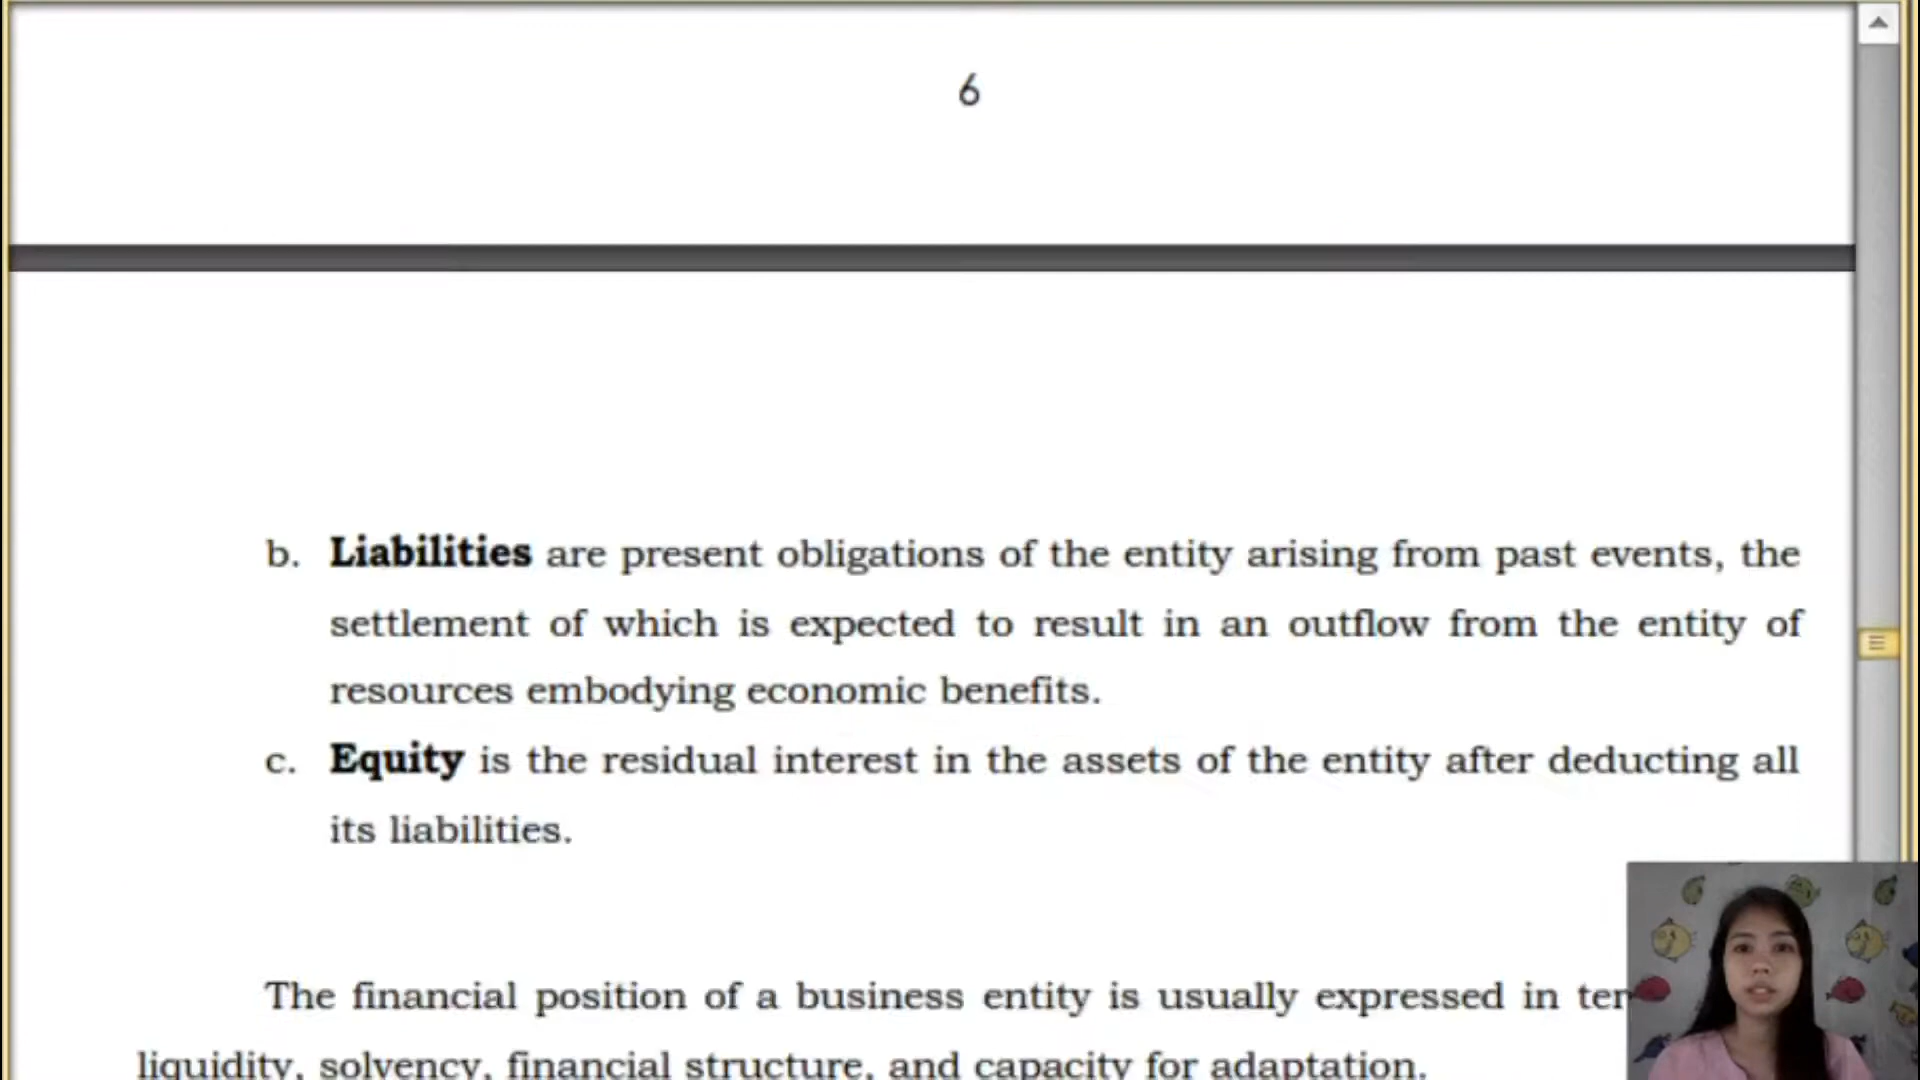 6
b. Liabilities are present obligations of the entity arising from past events, the
settlement of which is expected to result in an outflow from the entity of
resources embodying economic benefits.
c. Equity is the residual interest in the assets of the entity after deducting all
its liabilities.
The financial position of a business entity is usually expressed in
liquidity, solvency, financial structure, and capacity for adaptation.